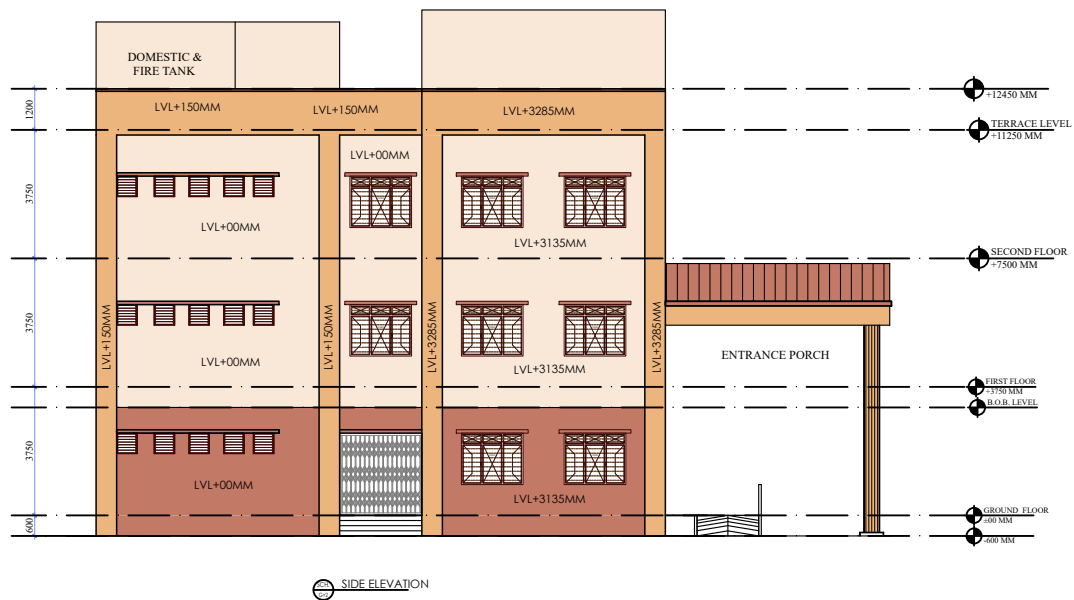 DOMESTIC &
FIRE TANK
LVL+150MM
LVL+150MM
LVL+3285MM
+12450 MM
1200
TERRACE LEVEL
+11250 MM
LVL+00MM
3750
LVL+00MM
LVL+3135MM
SECOND FLOOR
+7500 MM
3750
LVL+150MM
LVL+150MM
LVL+3285MM
LVL+3285MM
LVL+00MM
LVL+3135MM
ENTRANCE PORCH
FIRST FLOOR
+3750 MM
B.O.B. LEVEL
3750
LVL+00MM
LVL+3135MM
GROUND FLOOR
±00 MM
600
-600 MM
SCH.
G+2
SIDE ELEVATION